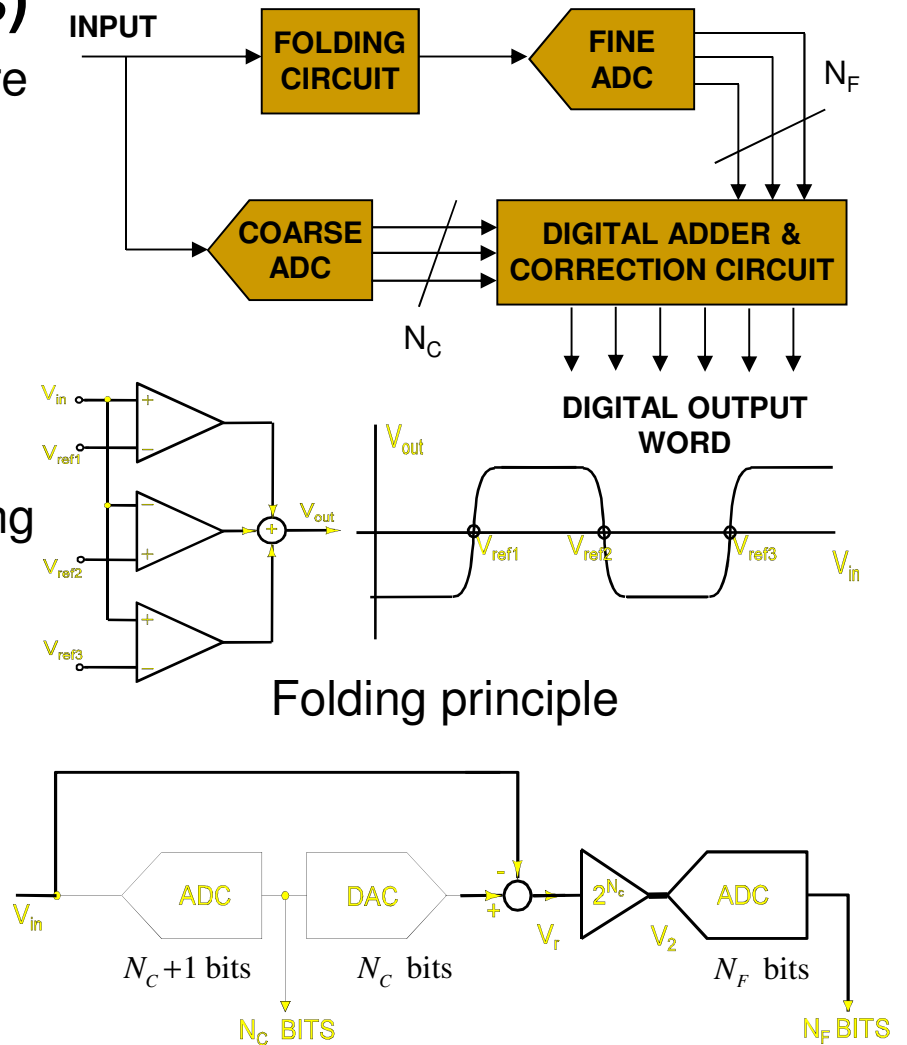 INPUT
FOLDING
CIRCUIT
FINE
ADC
N_F
re
COARSE
ADC
DIGITAL ADDER &
CORRECTION CIRCUIT
N_C
DIGITAL OUTPUT
WORD
V_in
+
V_ref1
−
ng
−
V_ref2
+
+
V_ref3
−
+
V_out
V_out
V_ref1
V_ref2
V_ref3
V_in
Folding principle
V_in
ADC
DAC
-
+
V_r
2^N_c
V_2
ADC
N_C+1 bits
N_C bits
N_F bits
N_C BITS
N_F BITS